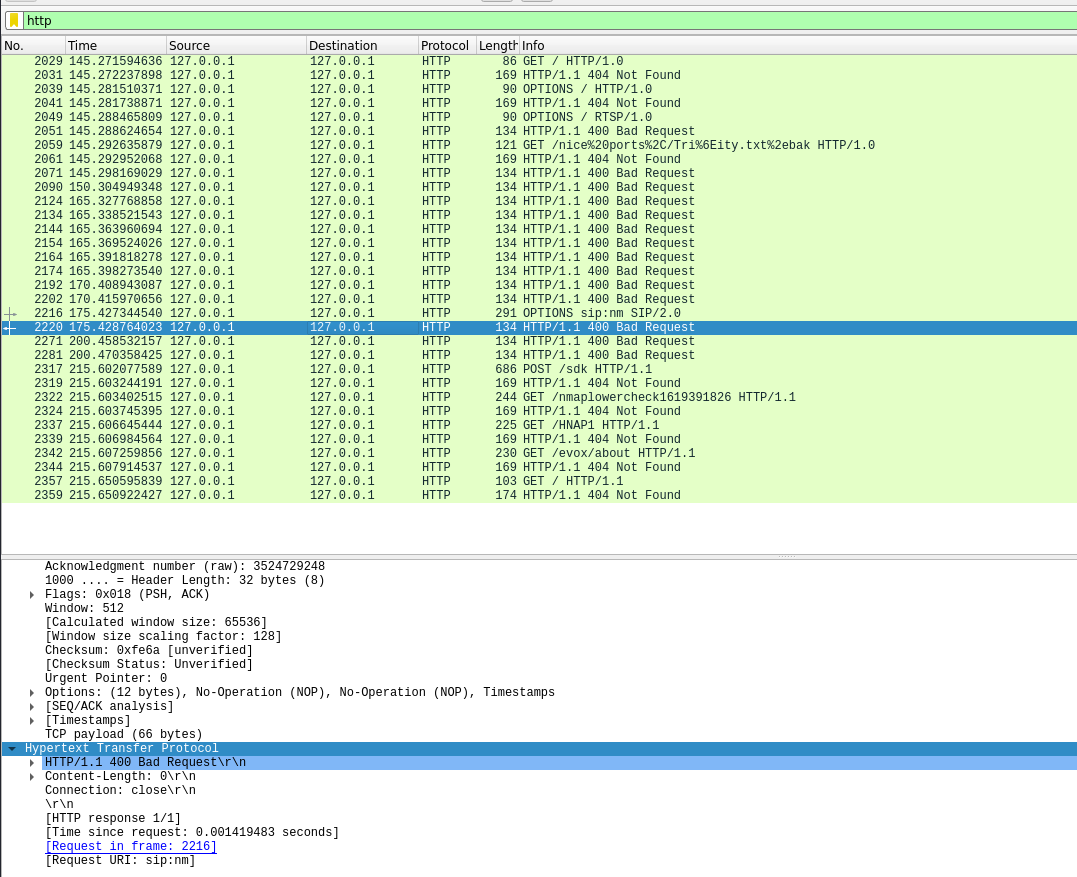 http
No. Time Source Destination Protocol Length Info
2029 145.271594636 127.0.0.1 127.0.0.1 HTTP 86 GET / HTTP/1.0
2031 145.272237898 127.0.0.1 127.0.0.1 HTTP 169 HTTP/1.1 404 Not Found
2039 145.281510371 127.0.0.1 127.0.0.1 HTTP 90 OPTIONS / HTTP/1.0
2041 145.281738871 127.0.0.1 127.0.0.1 HTTP 169 HTTP/1.1 404 Not Found
2049 145.288465809 127.0.0.1 127.0.0.1 HTTP 90 OPTIONS / RTSP/1.0
2051 145.288624654 127.0.0.1 127.0.0.1 HTTP 134 HTTP/1.1 400 Bad Request
2059 145.292635879 127.0.0.1 127.0.0.1 HTTP 121 GET /nice%20ports%2C/Tri%6Eity.txt%2ebak HTTP/1.0
2061 145.292952068 127.0.0.1 127.0.0.1 HTTP 169 HTTP/1.1 404 Not Found
2071 145.298169029 127.0.0.1 127.0.0.1 HTTP 134 HTTP/1.1 400 Bad Request
2090 150.304949348 127.0.0.1 127.0.0.1 HTTP 134 HTTP/1.1 400 Bad Request
2124 165.327768858 127.0.0.1 127.0.0.1 HTTP 134 HTTP/1.1 400 Bad Request
2134 165.338521543 127.0.0.1 127.0.0.1 HTTP 134 HTTP/1.1 400 Bad Request
2144 165.363960694 127.0.0.1 127.0.0.1 HTTP 134 HTTP/1.1 400 Bad Request
2154 165.369524026 127.0.0.1 127.0.0.1 HTTP 134 HTTP/1.1 400 Bad Request
2164 165.391818278 127.0.0.1 127.0.0.1 HTTP 134 HTTP/1.1 400 Bad Request
2174 165.398273540 127.0.0.1 127.0.0.1 HTTP 134 HTTP/1.1 400 Bad Request
2192 170.408943087 127.0.0.1 127.0.0.1 HTTP 134 HTTP/1.1 400 Bad Request
2202 170.415970656 127.0.0.1 127.0.0.1 HTTP 134 HTTP/1.1 400 Bad Request
2216 175.427344540 127.0.0.1 127.0.0.1 HTTP 291 OPTIONS sip:nm SIP/2.0
2220 175.428764023 127.0.0.1 127.0.0.1 HTTP 134 HTTP/1.1 400 Bad Request
2271 200.458532157 127.0.0.1 127.0.0.1 HTTP 134 HTTP/1.1 400 Bad Request
2281 200.470358425 127.0.0.1 127.0.0.1 HTTP 134 HTTP/1.1 400 Bad Request
2317 215.602077589 127.0.0.1 127.0.0.1 HTTP 686 POST /sdk HTTP/1.1
2319 215.603244191 127.0.0.1 127.0.0.1 HTTP 169 HTTP/1.1 404 Not Found
2322 215.603402515 127.0.0.1 127.0.0.1 HTTP 244 GET /nmaplowercheck1619391826 HTTP/1.1
2324 215.603745395 127.0.0.1 127.0.0.1 HTTP 169 HTTP/1.1 404 Not Found
2337 215.606645444 127.0.0.1 127.0.0.1 HTTP 225 GET /HNAP1 HTTP/1.1
2339 215.606984564 127.0.0.1 127.0.0.1 HTTP 169 HTTP/1.1 404 Not Found
2342 215.607259856 127.0.0.1 127.0.0.1 HTTP 230 GET /evox/about HTTP/1.1
2344 215.607914537 127.0.0.1 127.0.0.1 HTTP 169 HTTP/1.1 404 Not Found
2357 215.650595839 127.0.0.1 127.0.0.1 HTTP 103 GET / HTTP/1.1
2359 215.650922427 127.0.0.1 127.0.0.1 HTTP 174 HTTP/1.1 404 Not Found
Acknowledgment number (raw): 3524729248
1000 .... = Header Length: 32 bytes (8)
Flags: 0x018 (PSH, ACK)
Window: 512
[Calculated window size: 65536]
[Window size scaling factor: 128]
Checksum: 0xfe6a [unverified]
[Checksum Status: Unverified]
Urgent Pointer: 0
Options: (12 bytes), No-Operation (NOP), No-Operation (NOP), Timestamps
[SEQ/ACK analysis]
[Timestamps]
TCP payload (66 bytes)
Hypertext Transfer Protocol
HTTP/1.1 400 Bad Request\r\n
Content-Length: 0\r\n
Connection: close\r\n
\r\n
[HTTP response 1/1]
[Time since request: 0.001419483 seconds]
[Request in frame: 2216]
[Request URI: sip:nm]